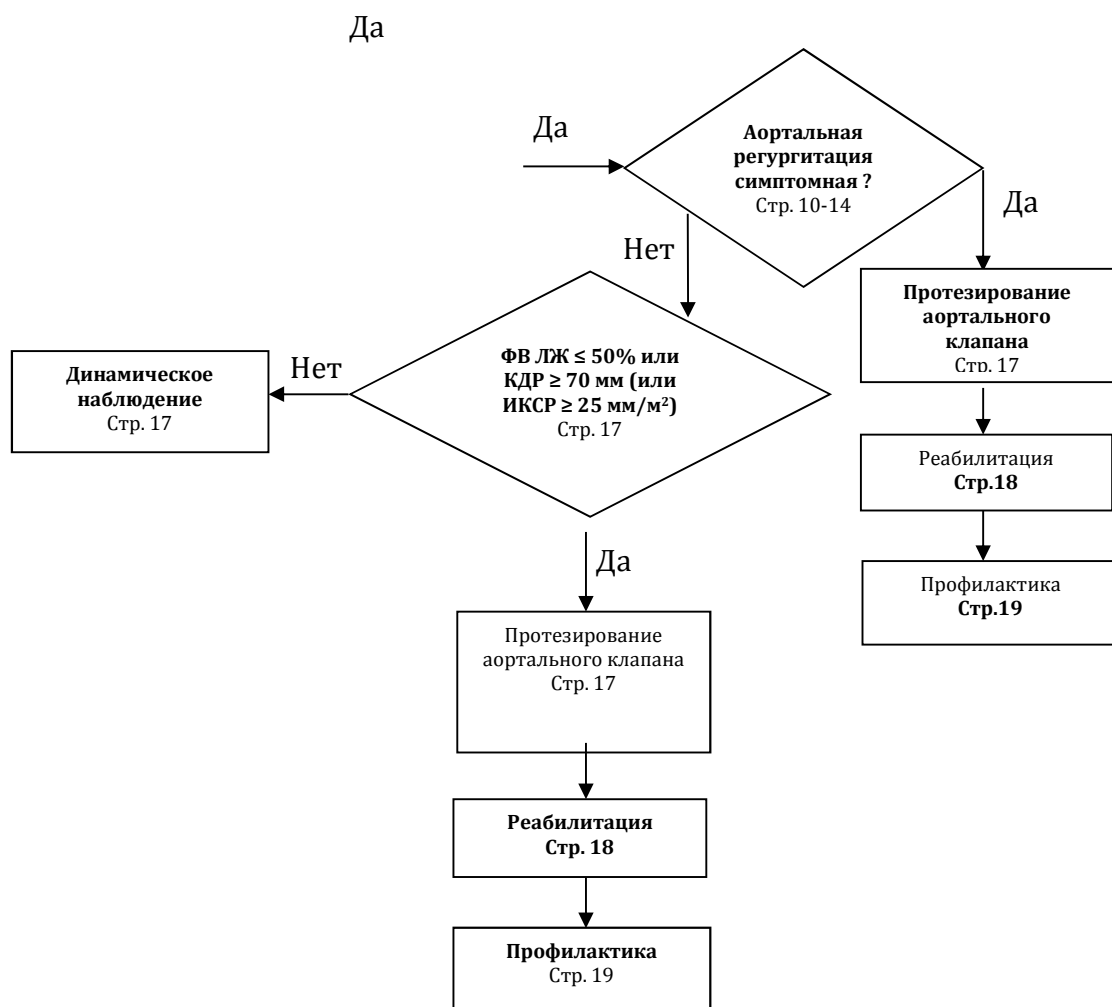 Да
Да
Аортальная
регургитация
симптомная ?
Стр. 10-14
Да
Нет
Протезирование
аортального
клапана
Стр. 17
ФВ ЛЖ ≤ 50% или
КДР ≥ 70 мм (или
ИКСР ≥ 25 мм/м²)
Стр. 17
Нет
Динамическое
наблюдение
Стр. 17
Реабилитация
Стр.18
Да
Профилактика
Стр.19
Протезирование
аортального клапана
Стр. 17
Реабилитация
Стр. 18
Профилактика
Стр. 19